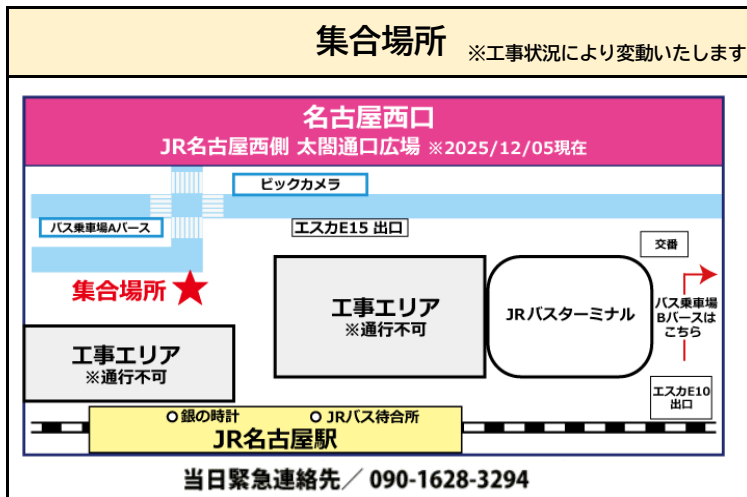 集合場所 ※工事状況により変動いたします
名古屋西口
JR名古屋西側 太閤通口広場 ※2025/12/05現在
ビックカメラ
バス乗車場Aバース
エスカE15 出口
交番
集合場所
工事エリア
※通行不可
JRバスターミナル
バス乗車場
Bバースは
こちら
工事エリア
※通行不可
エスカE10
出口
銀の時計
JRバス待合所
JR名古屋駅
当日緊急連絡先／ 090-1628-3294